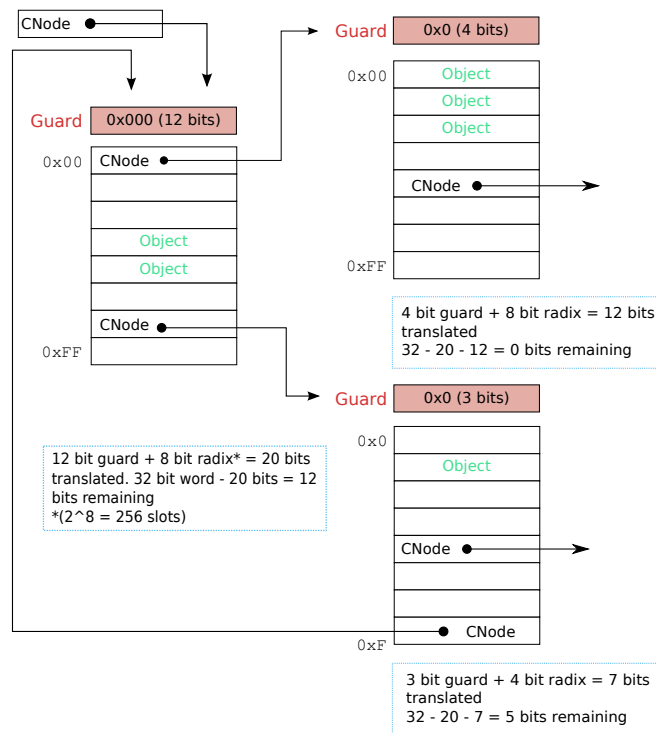 CNode
Guard
0x000 (12 bits)
0x00
CNode
Object
Object
CNode
0xFF
12 bit guard + 8 bit radix* = 20 bits
translated. 32 bit word - 20 bits = 12
bits remaining
*(2^8 = 256 slots)
Guard
0x0 (4 bits)
0x00
Object
Object
Object
CNode
0xFF
4 bit guard + 8 bit radix = 12 bits
translated
32 - 20 - 12 = 0 bits remaining
Guard
0x0 (3 bits)
0x0
Object
CNode
CNode
0xF
3 bit guard + 4 bit radix = 7 bits
translated
32 - 20 - 7 = 5 bits remaining